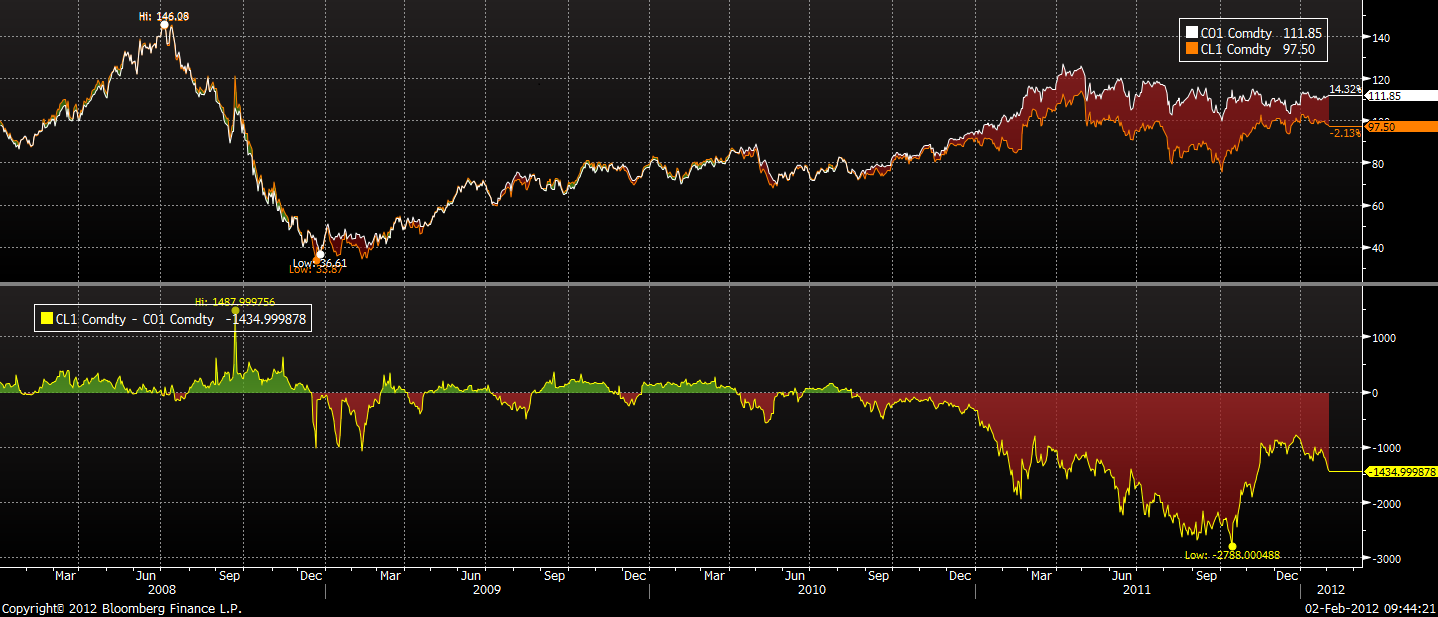 Hi: 146.08
CO1 Comdty 111.85
CL1 Comdty 97.50
140
120
14.32%
111.85
100
97.50
-2.13%
80
60
40
Low: 36.61
Low: 33.87
Hi: 1487.999756
CL1 Comdty - CO1 Comdty -1434.999878
1000
0
-1000
-1434.999878
-2000
-3000
Low: -2788.000488
Mar Jun Sep Dec Mar Jun Sep Dec Mar Jun Sep Dec Mar Jun Sep Dec
2008 2009 2010 2011 2012
Copyright© 2012 Bloomberg Finance L.P. 02-Feb-2012 09:44:21